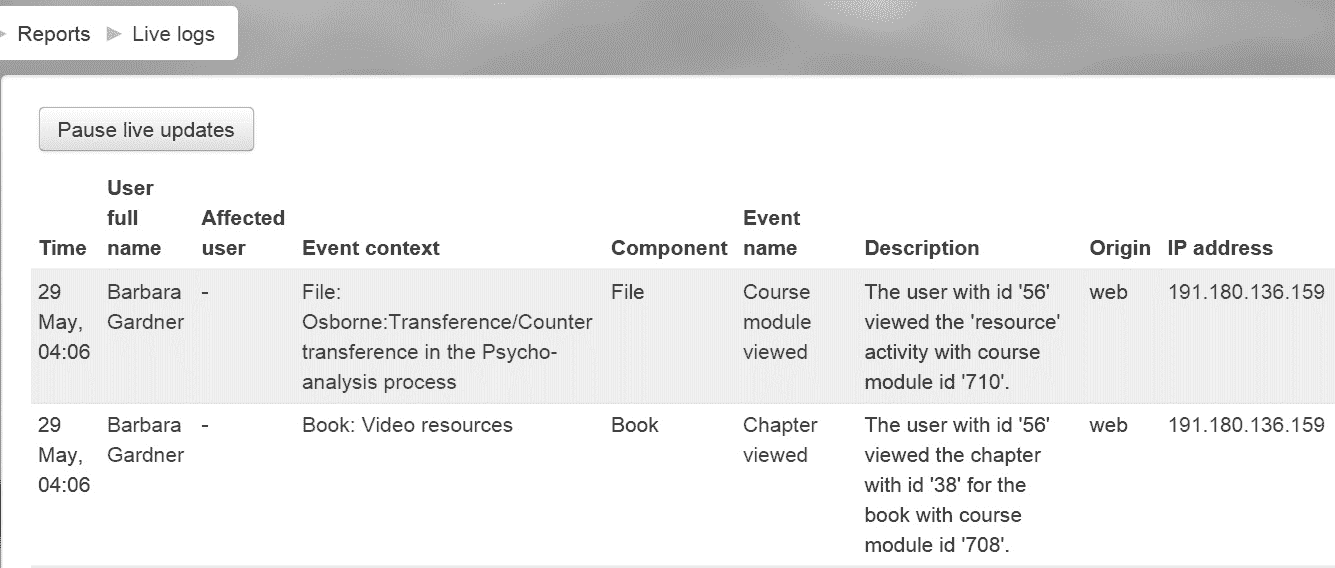 Reports Live logs
Pause live updates
User
full Affected Event
Time name user Event context Component name Description Origin IP address
29 Barbara - File: File Course The user with id '56' web 191.180.136.159
May, Gardner Osborne:Transference/Counter module viewed the 'resource'
04:06 transference in the Psycho- viewed activity with course
analysis process module id '710'.
29 Barbara - Book: Video resources Book Chapter The user with id '56' web 191.180.136.159
May, Gardner viewed viewed the chapter
04:06 with id '38' for the
book with course
module id '708'.